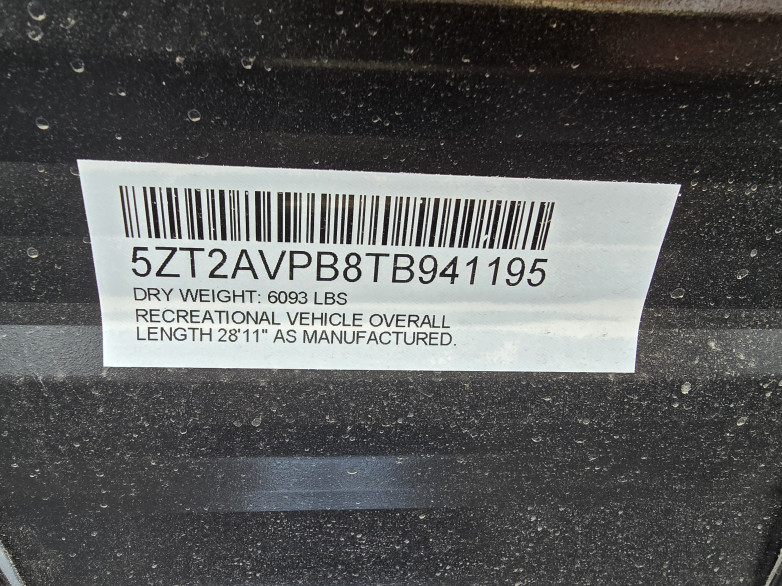 5ZT2AVPB8TB941195
DRY WEIGHT: 6093 LBS
RECREATIONAL VEHICLE OVERALL
LENGTH 28'11" AS MANUFACTURED.